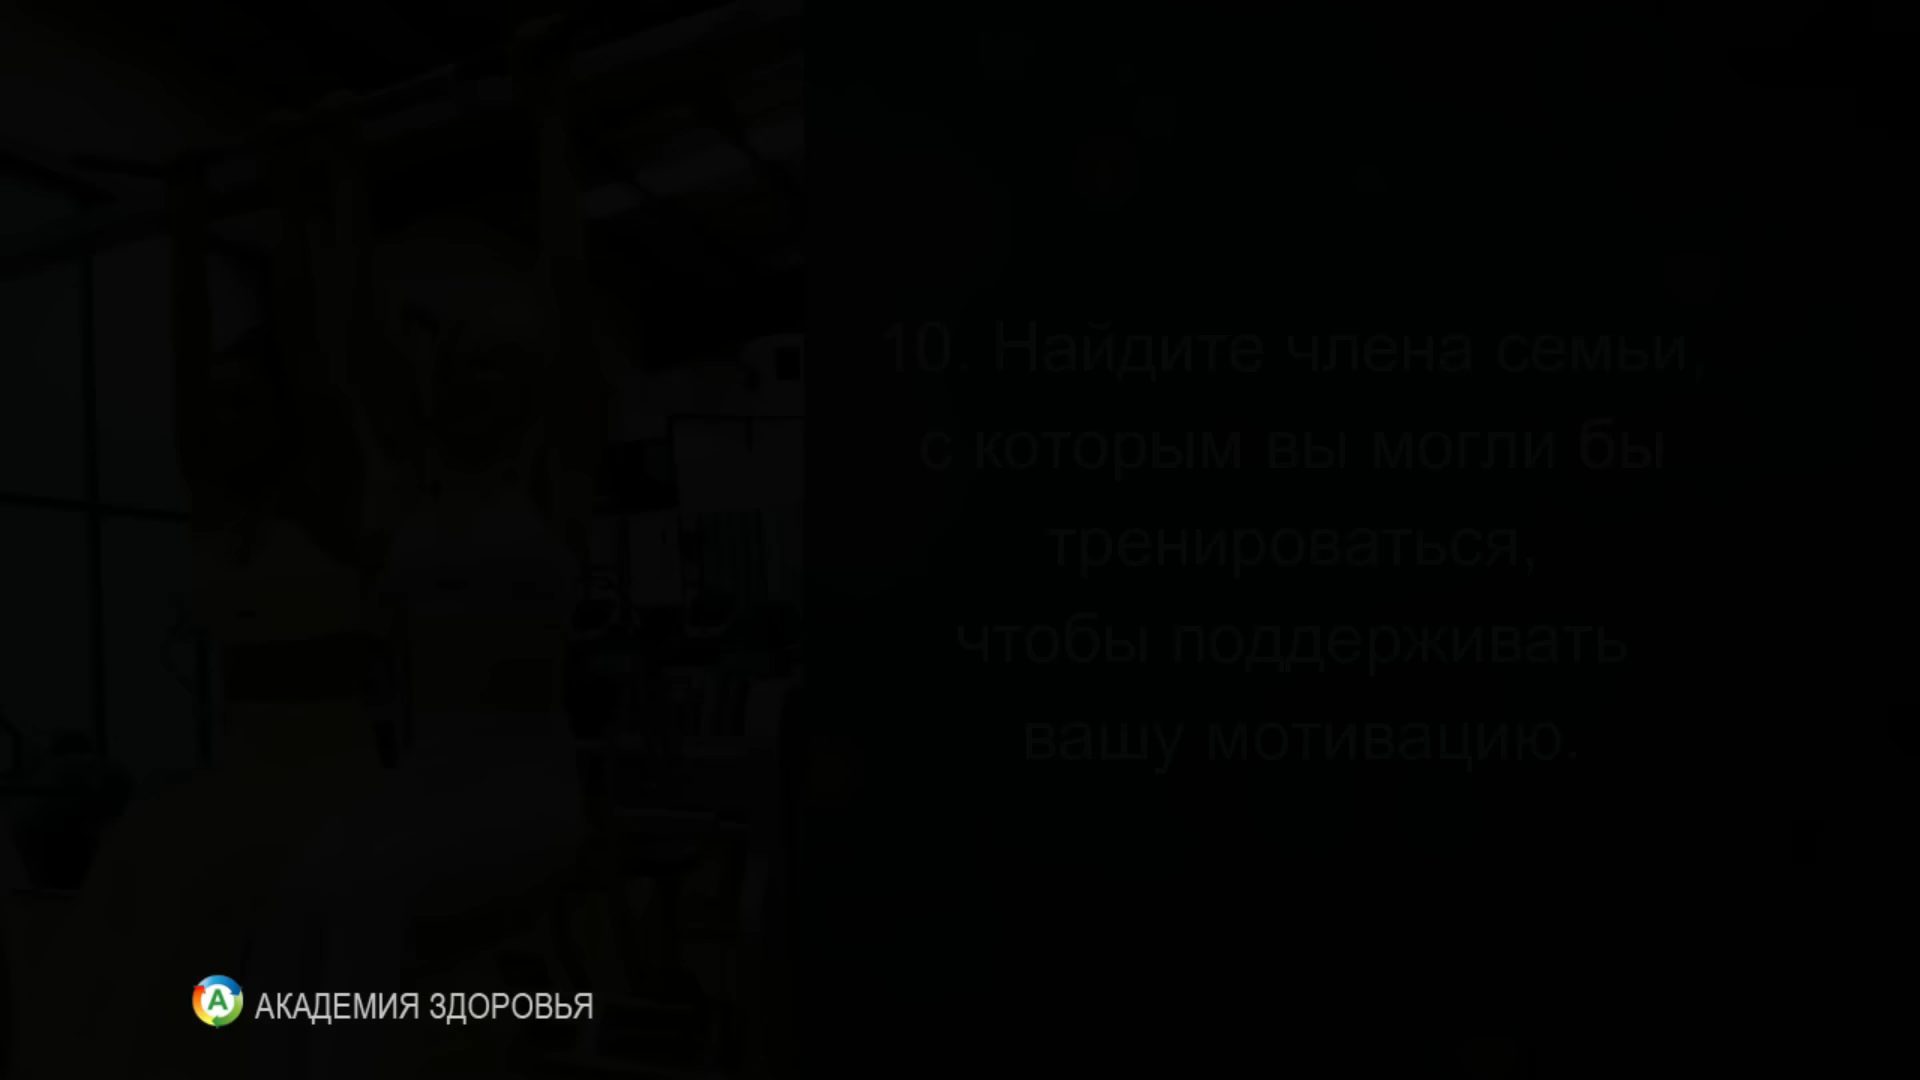 10. Найдите члена семьи,
с которым вы могли бы
тренироваться,
чтобы поддерживать
вашу мотивацию.
А АКАДЕМИЯ ЗДОРОВЬЯ